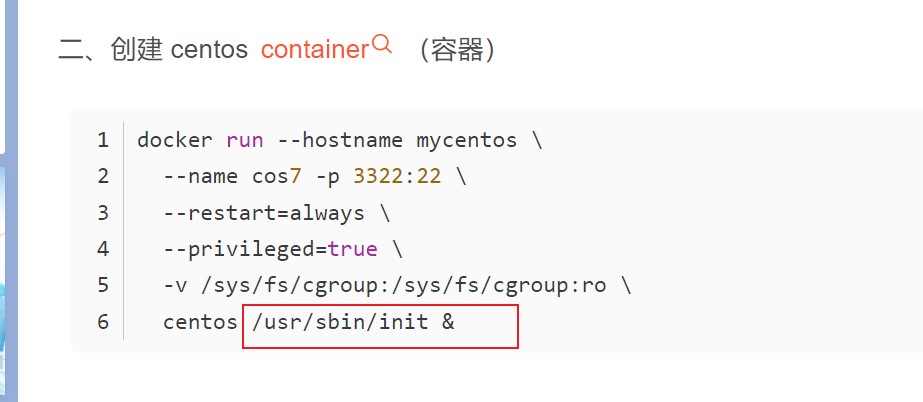 二、创建 centos container （容器）
1 docker run --hostname mycentos \
2 --name cos7 -p 3322:22 \
3 --restart=always \
4 --privileged=true \
5 -v /sys/fs/cgroup:/sys/fs/cgroup:ro \
6 centos /usr/sbin/init &